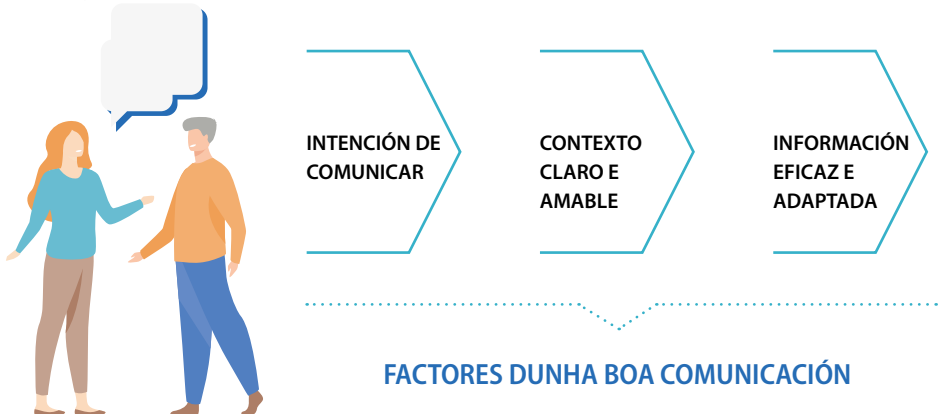 INTENCIÓN DE
COMUNICAR
CONTEXTO
CLARO E
AMABLE
INFORMACIÓN
EFICAZ E
ADAPTADA
FACTORES DUNHA BOA COMUNICACIÓN